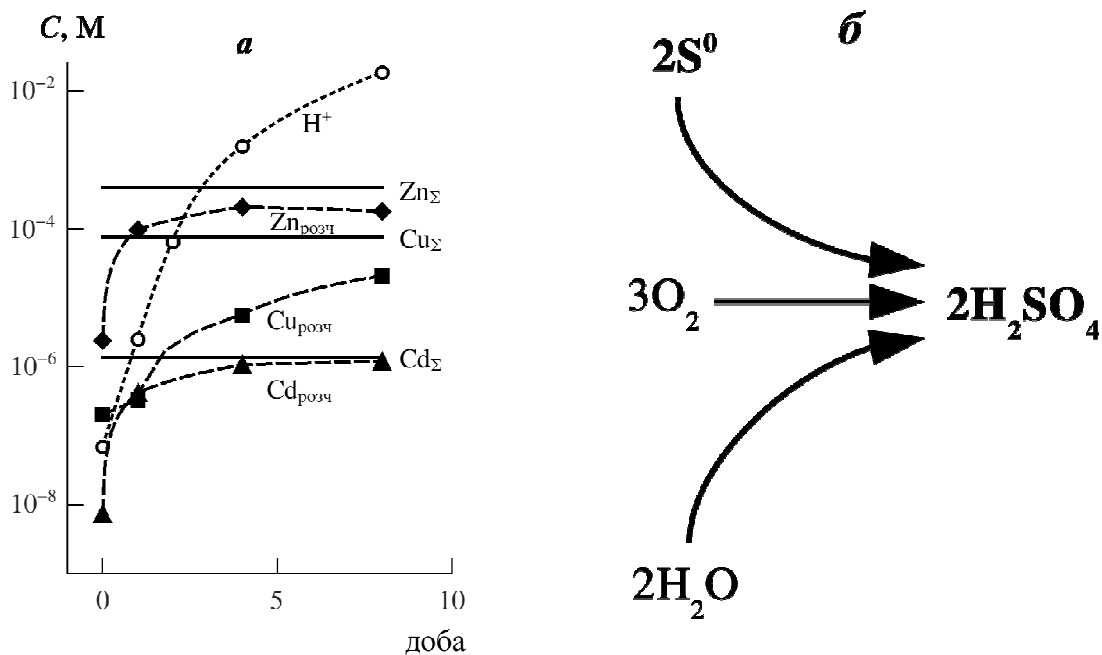 C, М
а
10⁻²
10⁻⁴
10⁻⁶
10⁻⁸
H⁺
Zn_Σ
Zn_розч
Cu_Σ
Cu_розч
Cd_Σ
Cd_розч
0 5 10
доба
б
2S⁰
3O₂
2H₂SO₄
2H₂O